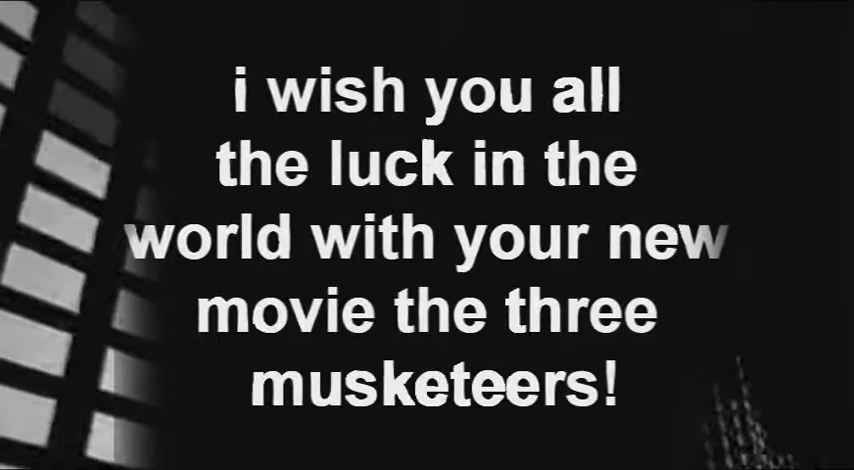 i wish you all
the luck in the
world with your new
movie the three
musketeers!